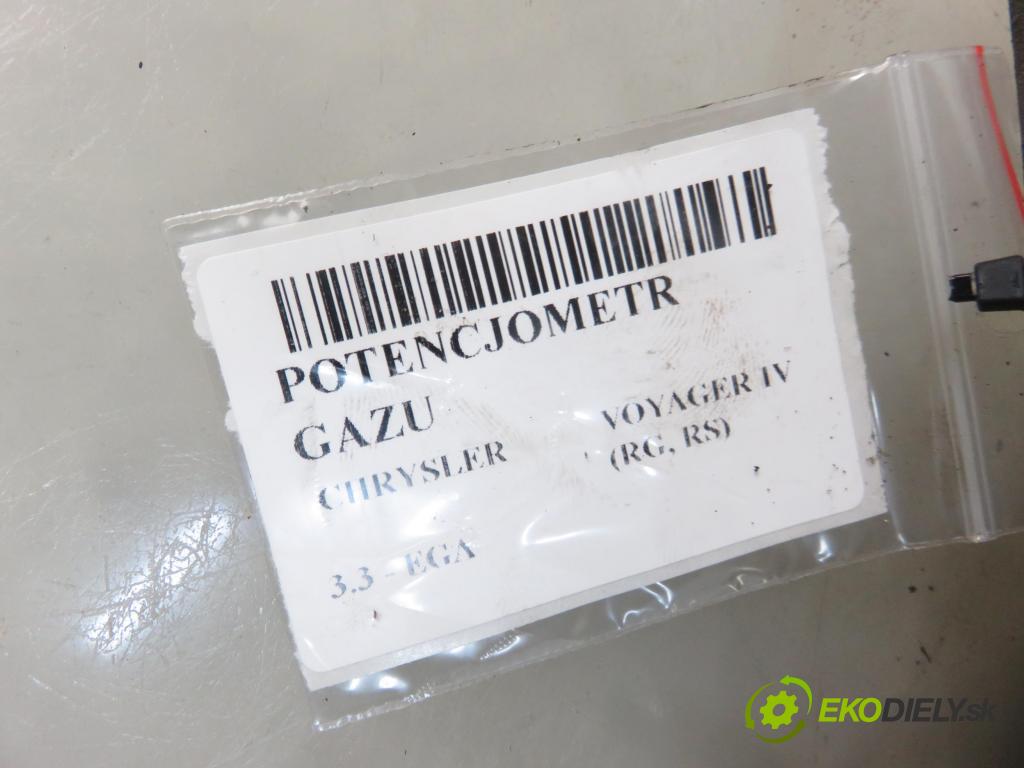 POTENCJOMETR
GAZU
CHRYSLER VOYAGER IV
(RG, RS)
3.3 - EGA
EKODIELY.sk